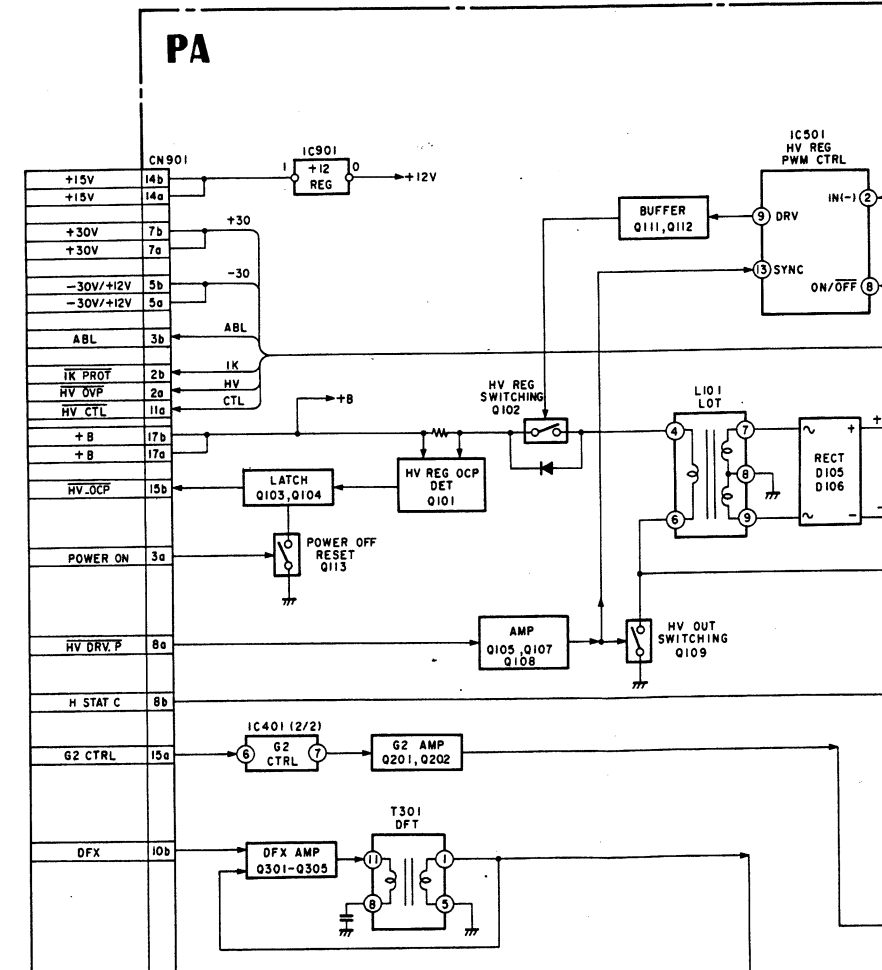 PA
IC501
HV REG
PWM CTRL
CN901
IC901
+15V 14b
1 +12 REG O
+12V
+15V 14a
IN(-) 2
BUFFER
Q111,Q112
9 DRV
+30V 7b
+30
+30V 7a
13 SYNC
-30V/+12V 5b
-30
ON/OFF 8
-30V/+12V 5a
ABL 3b
ABL
IK PROT 2b
IK
HV OVP 2a
HV
HV CTL 11a
CTL
+B
HV REG
SWITCHING
Q102
L101
LOT
+B 17b
+B 17a
4
7
8
6
9
~ +
RECT
D105
D106
~ -
+
-
HV REG OCP
DET
Q101
LATCH
Q103,Q104
HV-OCP 15b
POWER ON 3a
POWER OFF
RESET
Q113
HV DRV.P 8a
AMP
Q105,Q107
Q108
HV OUT
SWITCHING
Q109
H STAT C 8b
IC401 (2/2)
G2 CTRL 15a
6 G2 7
CTRL
G2 AMP
Q201,Q202
T301
DFT
DFX 10b
DFX AMP
Q301-Q305
11
1
8
5